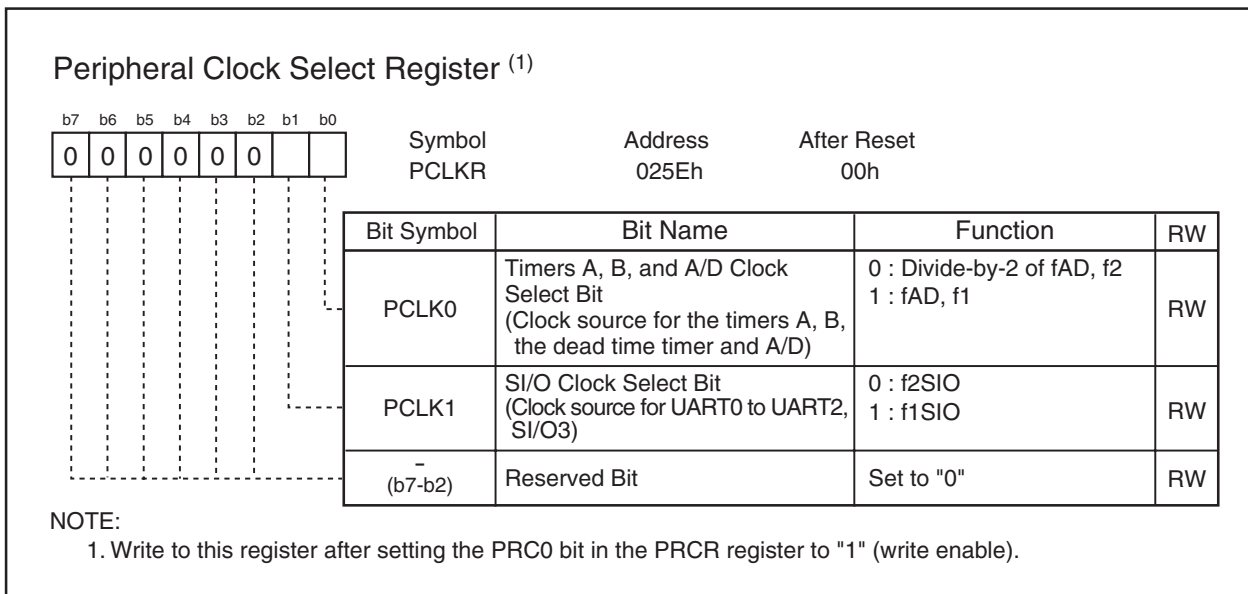 Peripheral Clock Select Register (1)
b7 b6 b5 b4 b3 b2 b1 b0
0 0 0 0 0 0
Symbol Address After Reset
PCLKR 025Eh 00h
Bit Symbol Bit Name Function RW
PCLK0
Timers A, B, and A/D Clock
Select Bit
(Clock source for the timers A, B,
the dead time timer and A/D)
0 : Divide-by-2 of fAD, f2
1 : fAD, f1
RW
PCLK1
SI/O Clock Select Bit
(Clock source for UART0 to UART2,
SI/O3)
0 : f2SIO
1 : f1SIO
RW
–
(b7-b2)
Reserved Bit
Set to "0"
RW
NOTE:
1. Write to this register after setting the PRC0 bit in the PRCR register to "1" (write enable).